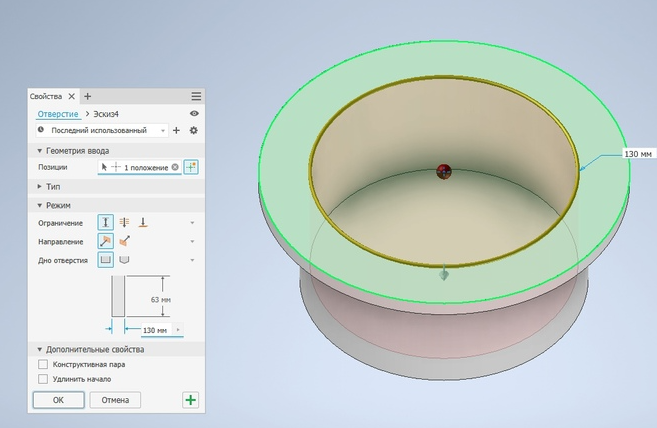 Свойства
Отверстие > Эскиз4
Последний использованный
Геометрия ввода
Позиции
1 положение
Тип
Режим
Ограничение
Направление
Дно отверстия
63 мм
130 мм
Дополнительные свойства
Конструктивная пара
Удлинить начало
OK
Отмена
130 мм